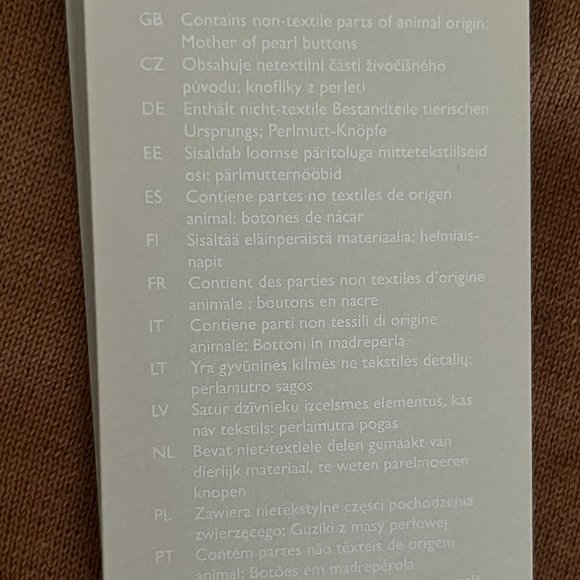 GB Contains non-textile parts of animal origin;
Mother of pearl buttons
CZ Obsahuje netextilní části živočišného
původu; knoflíky z perleti
DE Enthält nicht-textile Bestandteile tierischen
Ursprungs; Perlmutt-Knöpfe
EE Sisaldab loomse päritoluga mittetekstiilseid
osi; pärlmutternööbid
ES Contiene partes no textiles de origen
animal; botones de nácar
FI Sisältää eläinperäistä materiaalia; helmiäis-
napit
FR Contient des parties non textiles d'origine
animale ; boutons en nacre
IT Contiene parti non tessili di origine
animale; Bottoni in madreperla
LT Yra gyvūninės kilmės ne tekstilės detalių;
perlamutro sagos
LV Satur dzīvnieku izcelsmes elementus, kas
nav tekstils: perlamutra pogas
NL Bevat niet-textiele delen gemaakt van
dierlijk materiaal, te weten parelmoeren
knopen
PL Zawiera nietekstylne części pochodzenia
zwierzęcego; Guziki z masy perłowej
PT Contém partes não têxteis de origem
animal; Botões em madrepérola